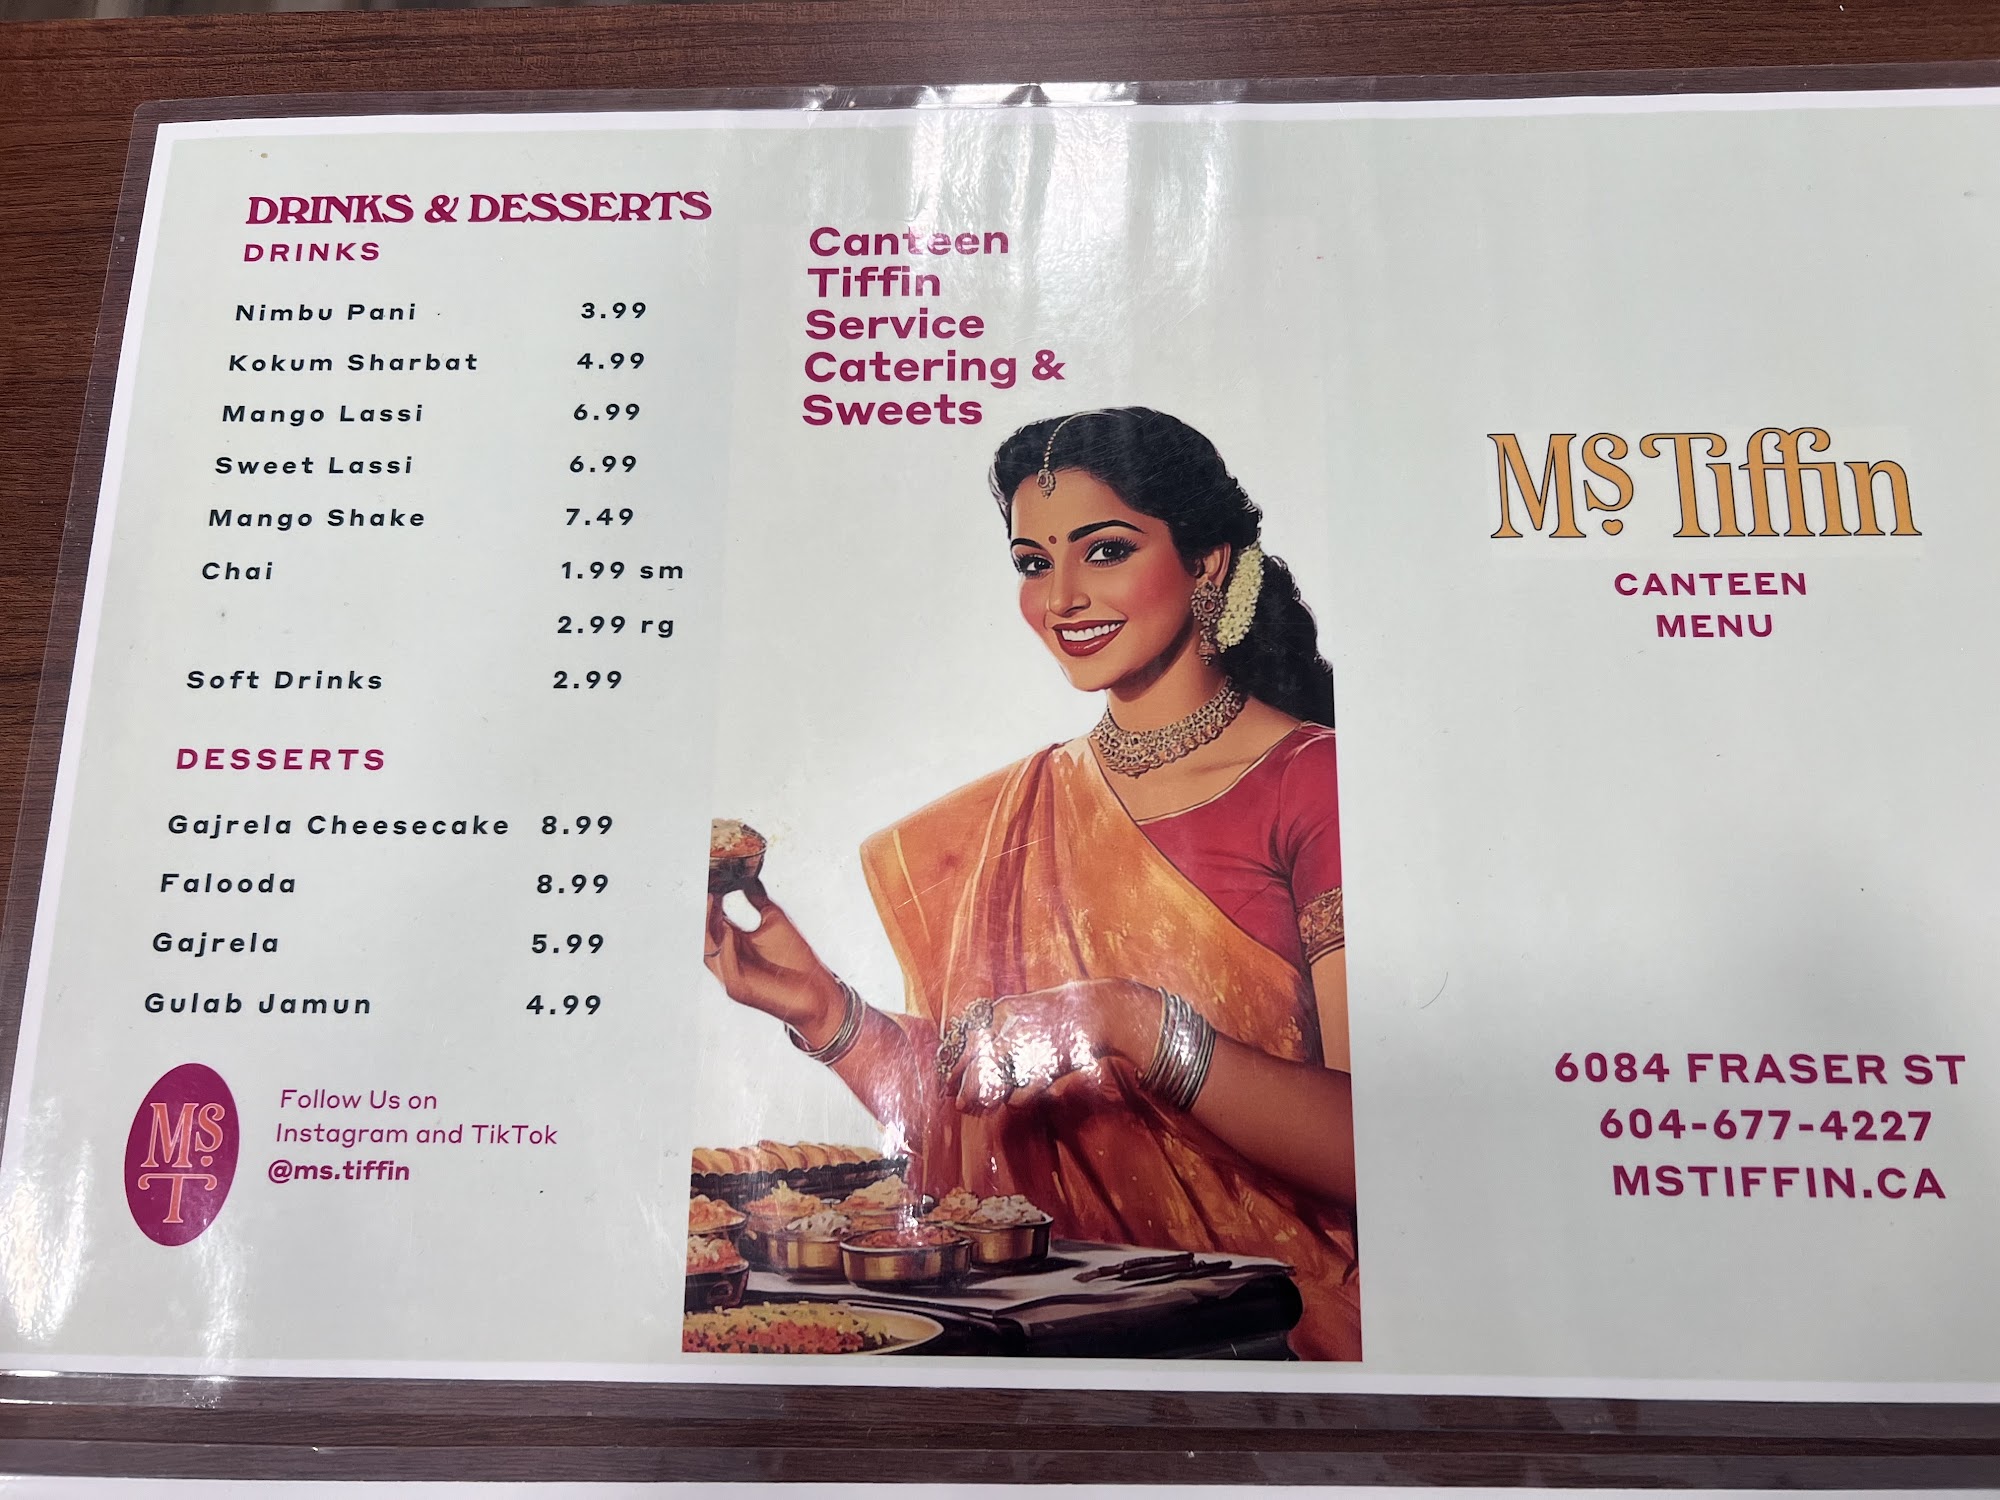 DRINKS & DESSERTS
DRINKS
Nimbu Pani 3.99
Kokum Sharbat 4.99
Mango Lassi 6.99
Sweet Lassi 6.99
Mango Shake 7.49
Chai 1.99 sm
2.99 rg
Soft Drinks 2.99
DESSERTS
Gajrela Cheesecake 8.99
Falooda 8.99
Gajrela 5.99
Gulab Jamun 4.99
MS.
T
Follow Us on
Instagram and TikTok
@ms.tiffin
Canteen
Tiffin
Service
Catering &
Sweets
Ms Tiffin
CANTEEN
MENU
6084 FRASER ST
604-677-4227
MSTIFFIN.CA